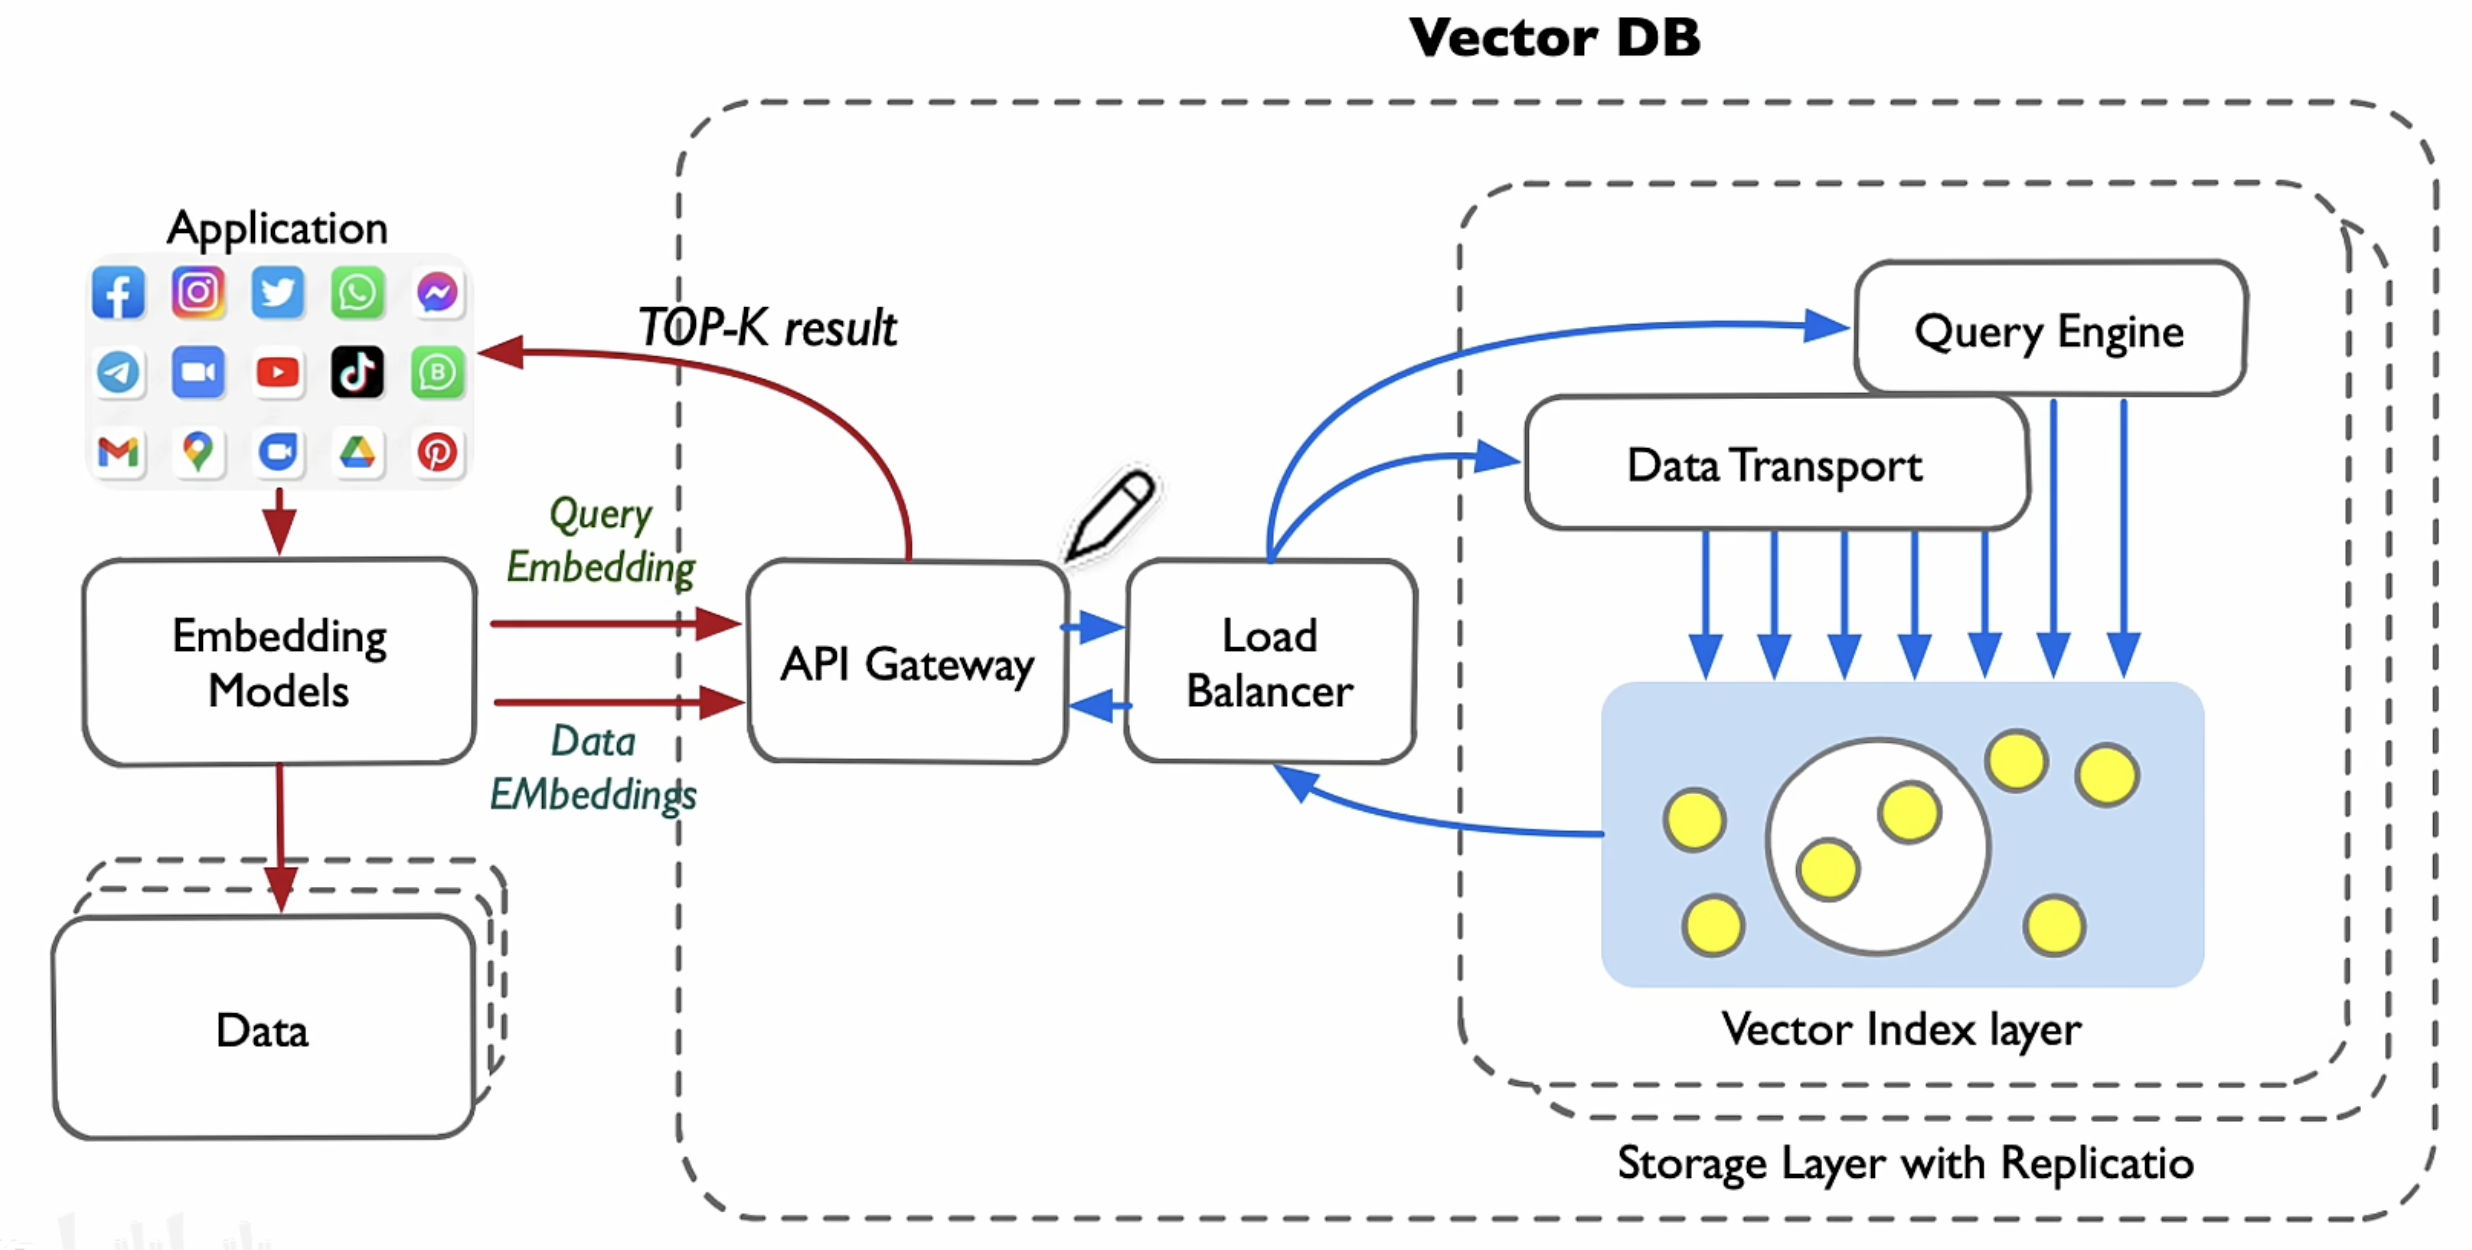 Vector DB
Application
TOP-K result
Query Engine
Data Transport
Query
Embedding
Embedding
Models
API Gateway
Load
Balancer
Data
EMbeddings
Data
Vector Index layer
Storage Layer with Replicatio